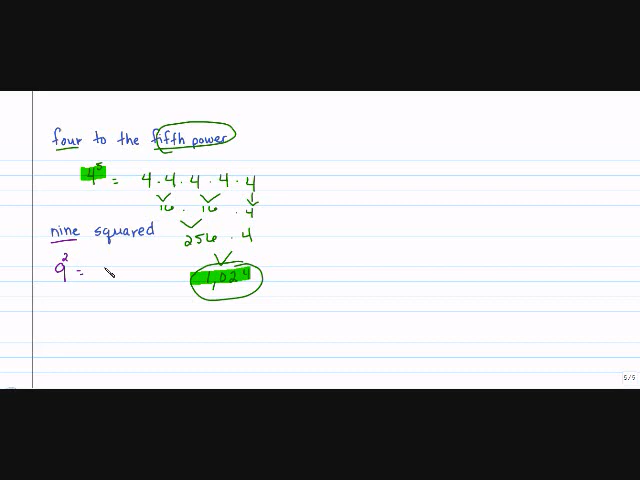 four to the fifth power
4⁵ = 4 · 4 · 4 · 4 · 4
16 · 16 · 4
nine squared
256 · 4
9² =
1,024
5/5